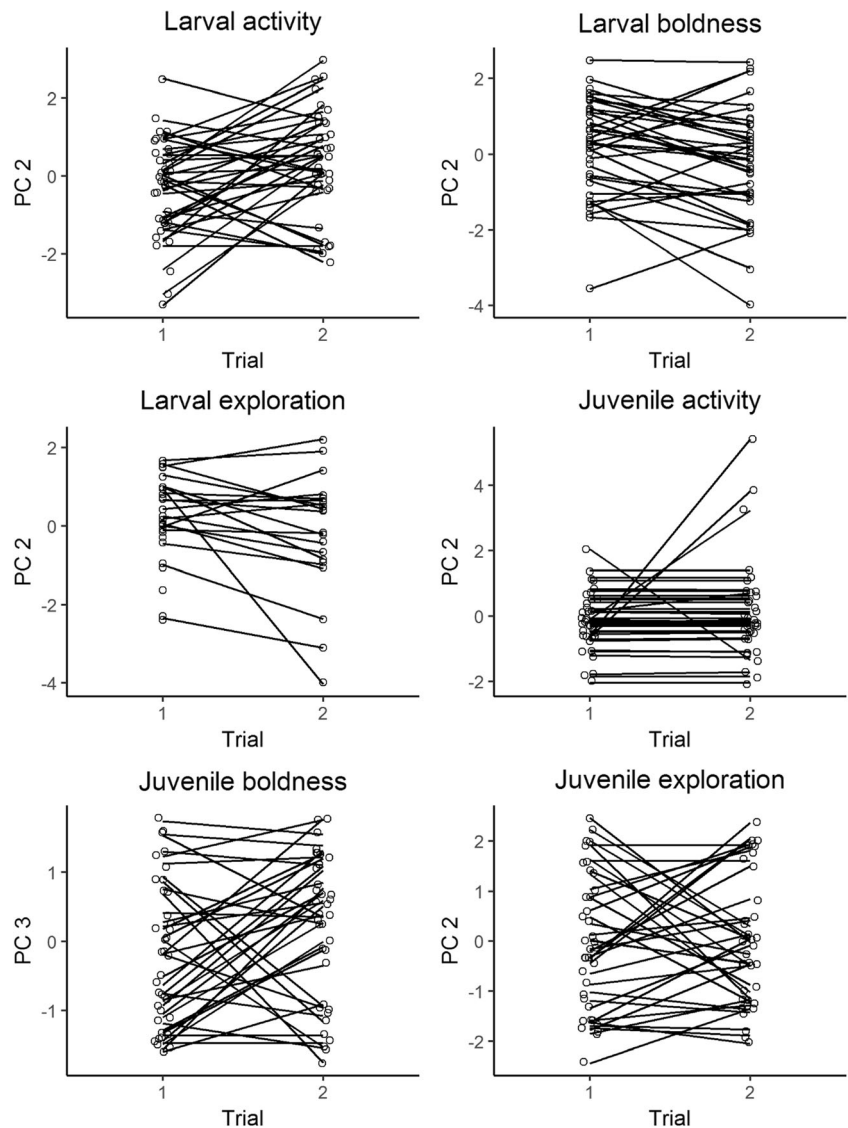 Larval activity
2
0
-2
PC 2
1
2
Trial
Larval boldness
2
0
-2
-4
PC 2
1
2
Trial
Larval exploration
2
0
-2
-4
PC 2
1
2
Trial
Juvenile activity
4
2
0
-2
PC 2
1
2
Trial
Juvenile boldness
1
0
-1
PC 3
1
2
Trial
Juvenile exploration
2
1
0
-1
-2
PC 2
1
2
Trial